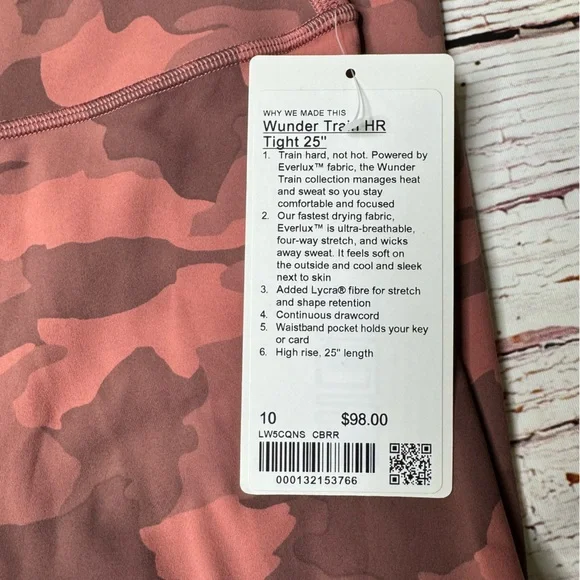 WHY WE MADE THIS
Wunder Train HR
Tight 25"
1. Train hard, not hot. Powered by
Everlux™ fabric, the Wunder
Train collection manages heat
and sweat so you stay
comfortable and focused
2. Our fastest drying fabric,
Everlux™ is ultra-breathable,
four-way stretch, and wicks
away sweat. It feels soft on
the outside and cool and sleek
next to skin
3. Added Lycra® fibre for stretch
and shape retention
4. Continuous drawcord
5. Waistband pocket holds your key
or card
6. High rise, 25" length
10 $98.00
LW5CQNS CBRR
000132153766